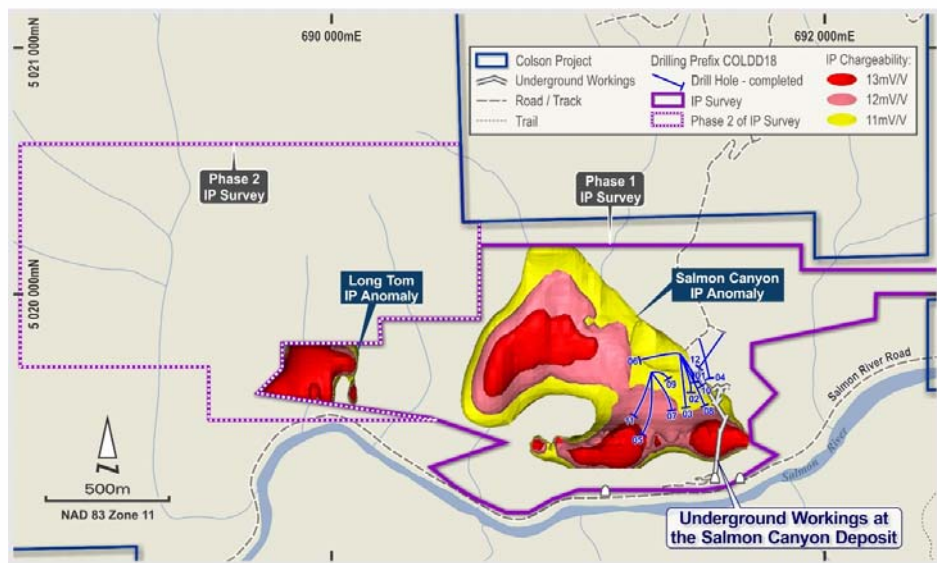 690 000mE
692 000mE
5 021 000mN
5 020 000mN
Colson Project
Underground Workings
Road / Track
Trail
Drilling Prefix COLDD18
Drill Hole - completed
IP Survey
Phase 2 of IP Survey
IP Chargeability:
13mV/V
12mV/V
11mV/V
Phase 2
IP Survey
Phase 1
IP Survey
Long Tom
IP Anomaly
Salmon Canyon
IP Anomaly
06
12
04
09
02
03
07
08
05
Salmon River Road
Salmon River
500m
NAD 83 Zone 11
Z
Underground Workings at
the Salmon Canyon Deposit